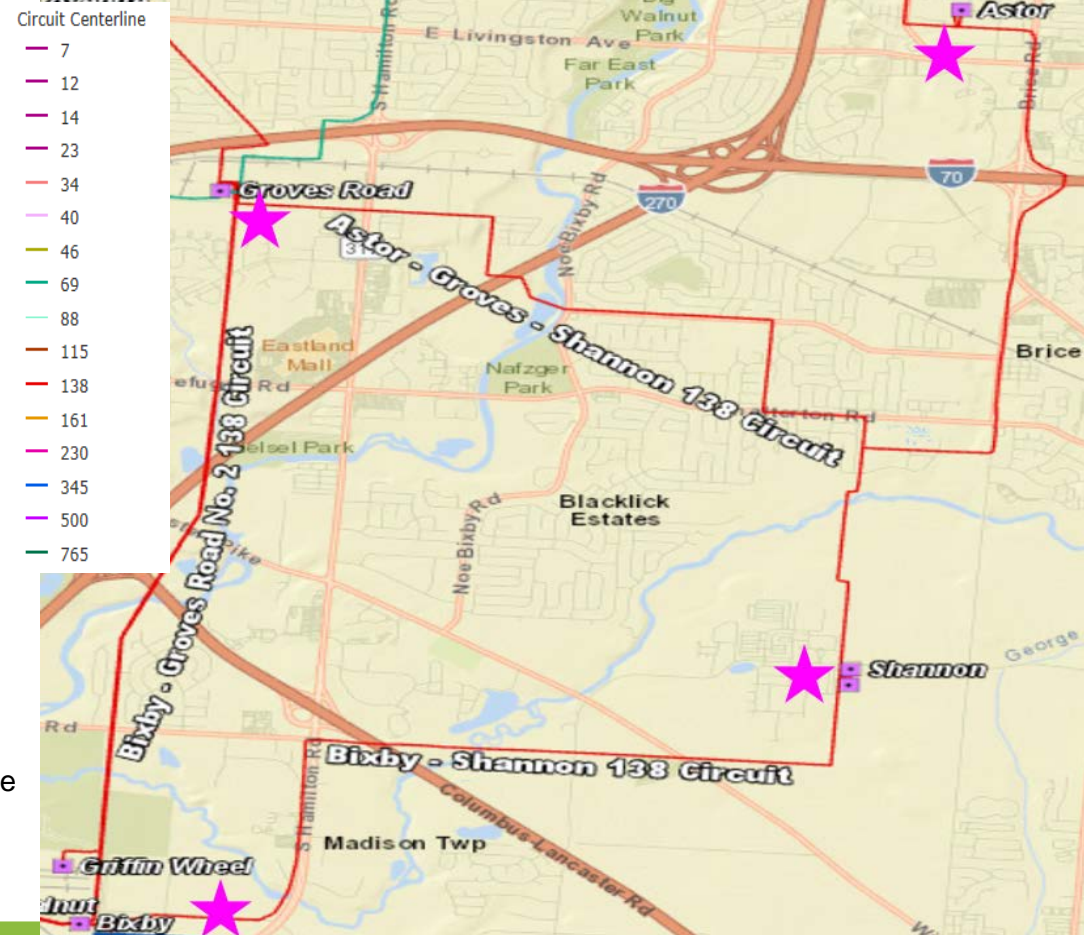 Circuit Centerline
7
12
14
23
34
40
46
69
88
115
138
161
230
345
500
765
Walnut
Park
Astor
E Livingston Ave
Far East
Park
S Hamilton Rd
Brice Rd
70
270
Groves Road
Noe Bixby Rd
Astor - Groves - Shannon 138 Circuit
Eastland
Mall
Brice
Nafzger
Park
Rd
Park
Bixby - Groves Road No. 2 138 Circuit
Blacklick
Estates
Noe Bixby Rd
Pike
George
Shannon
Rd
Bixby - Shannon 138 Circuit
S Hamilton Rd
Columbus-Lancaster Rd
Madison Twp
Griffin Wheel
lnut
Bixby
e